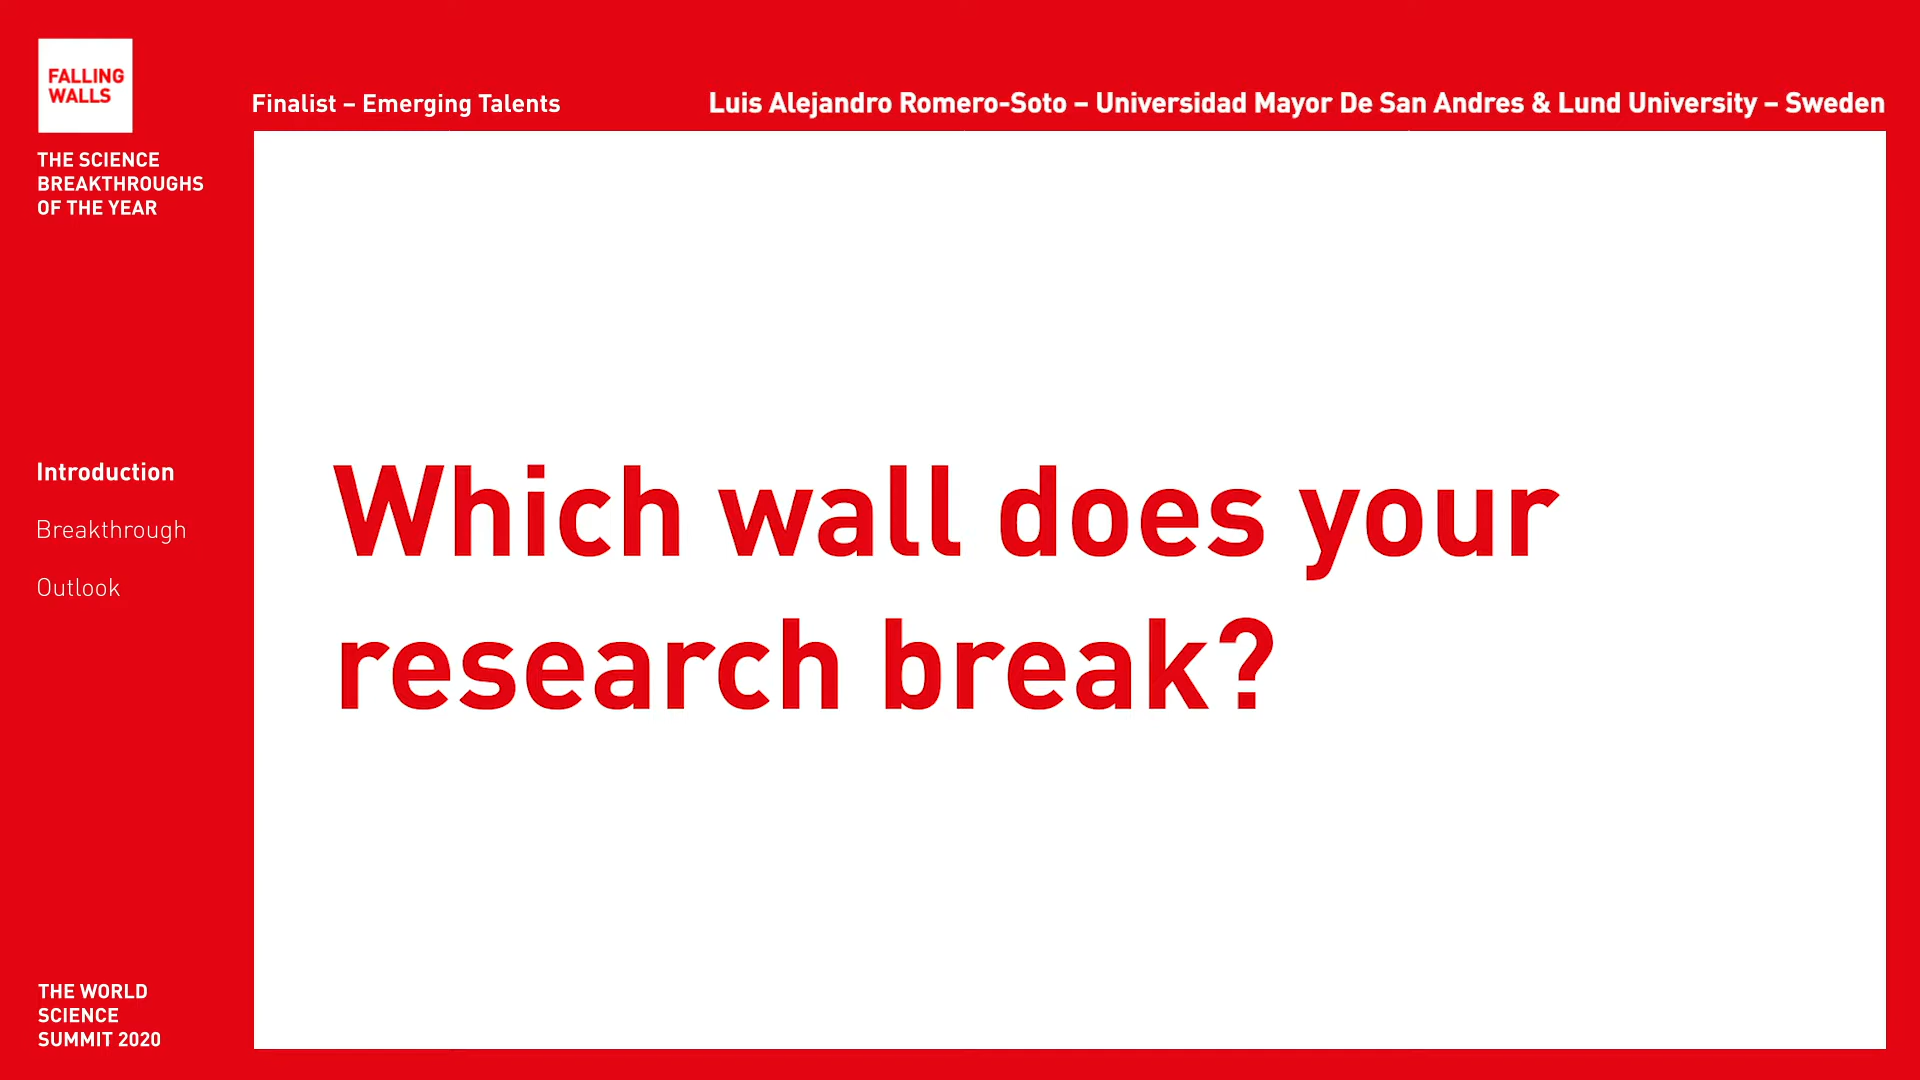 FALLING
WALLS
THE SCIENCE
BREAKTHROUGHS
OF THE YEAR
Finalist – Emerging Talents
Luis Alejandro Romero-Soto – Universidad Mayor De San Andres & Lund University – Sweden
Introduction
Breakthrough
Outlook
Which wall does your
research break?
THE WORLD
SCIENCE
SUMMIT 2020